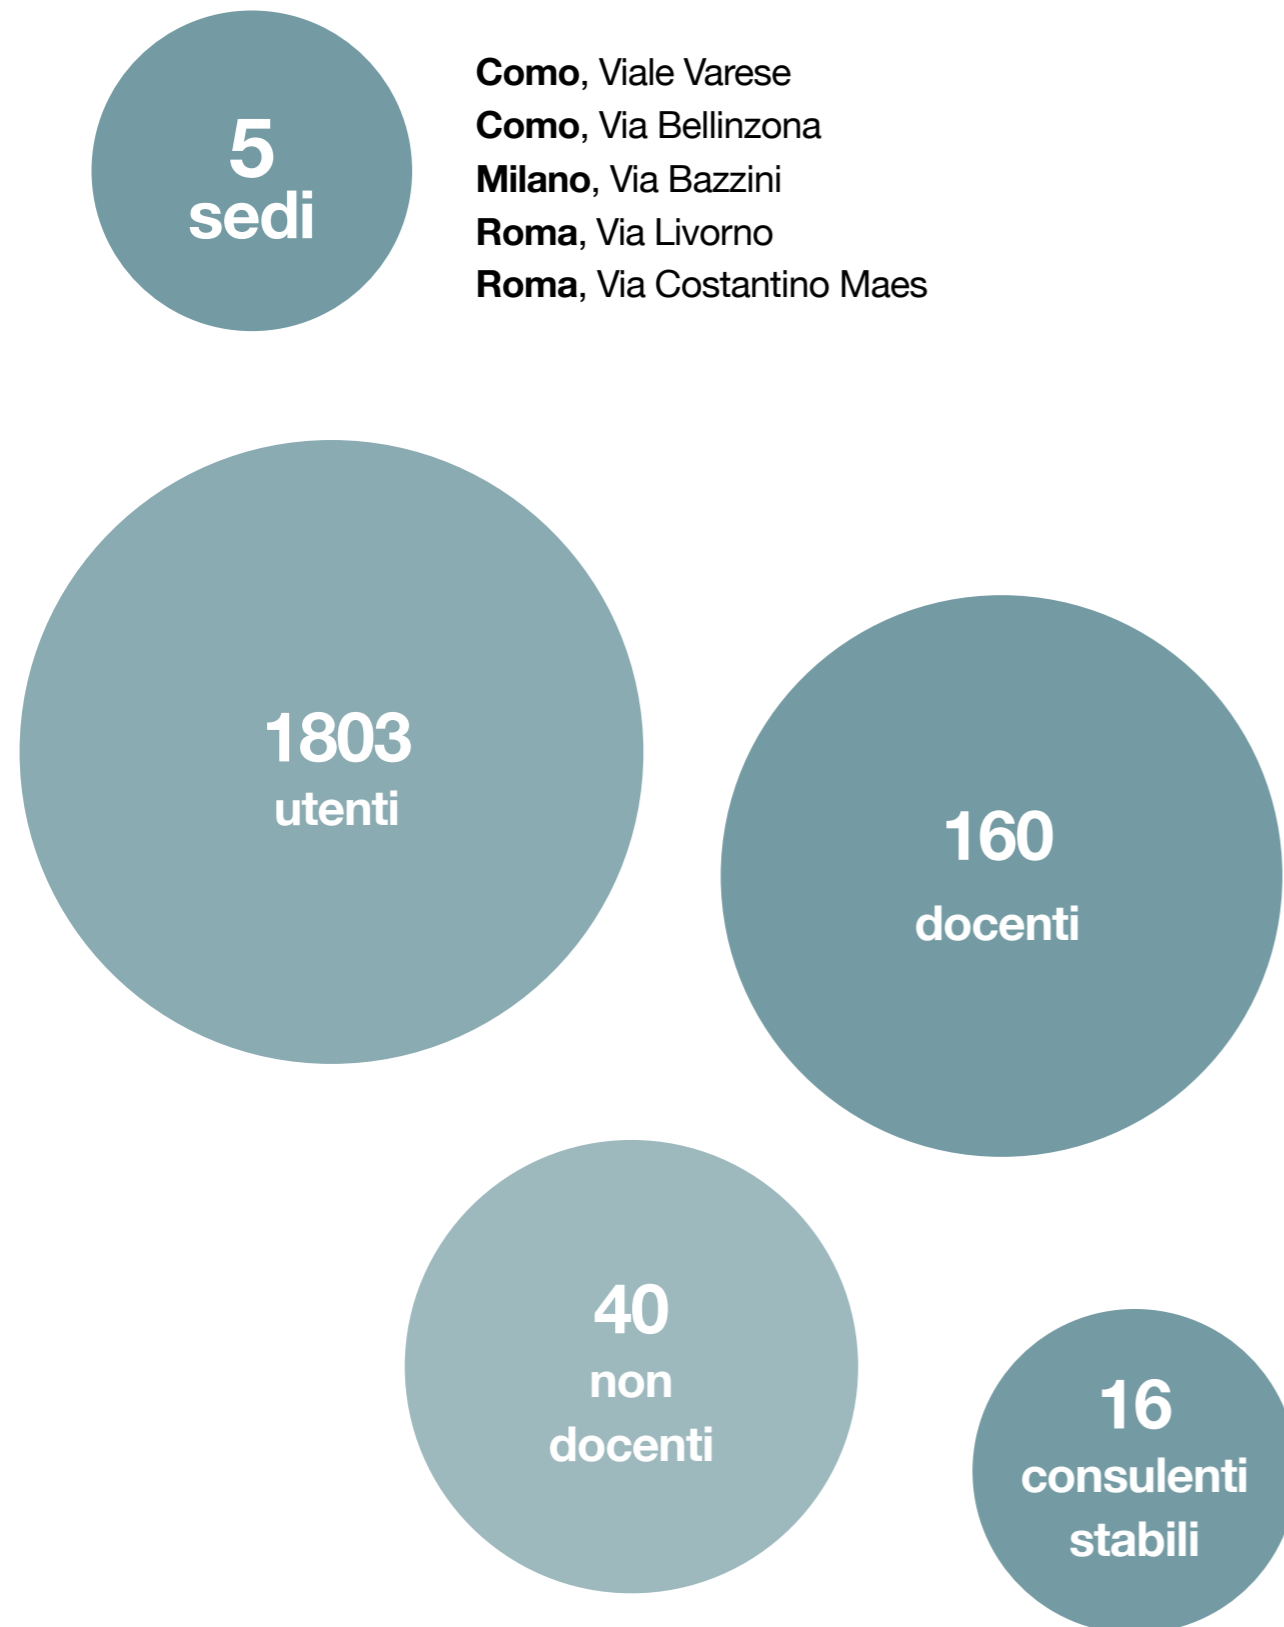 5
sedi
Como, Viale Varese
Como, Via Bellinzona
Milano, Via Bazzini
Roma, Via Livorno
Roma, Via Costantino Maes
1803
utenti
160
docenti
40
non
docenti
16
consulenti
stabili